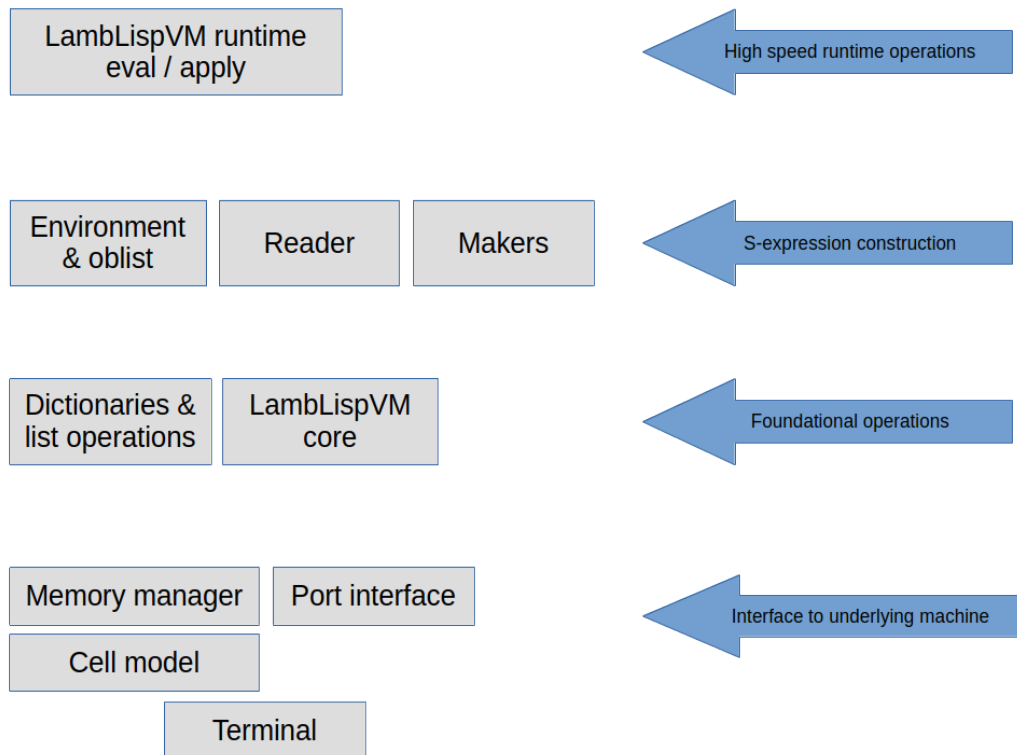 LambLispVM runtime
eval / apply
High speed runtime operations
Environment
& oblist
Reader
Makers
S-expression construction
Dictionaries &
list operations
LambLispVM
core
Foundational operations
Memory manager
Port interface
Interface to underlying machine
Cell model
Terminal